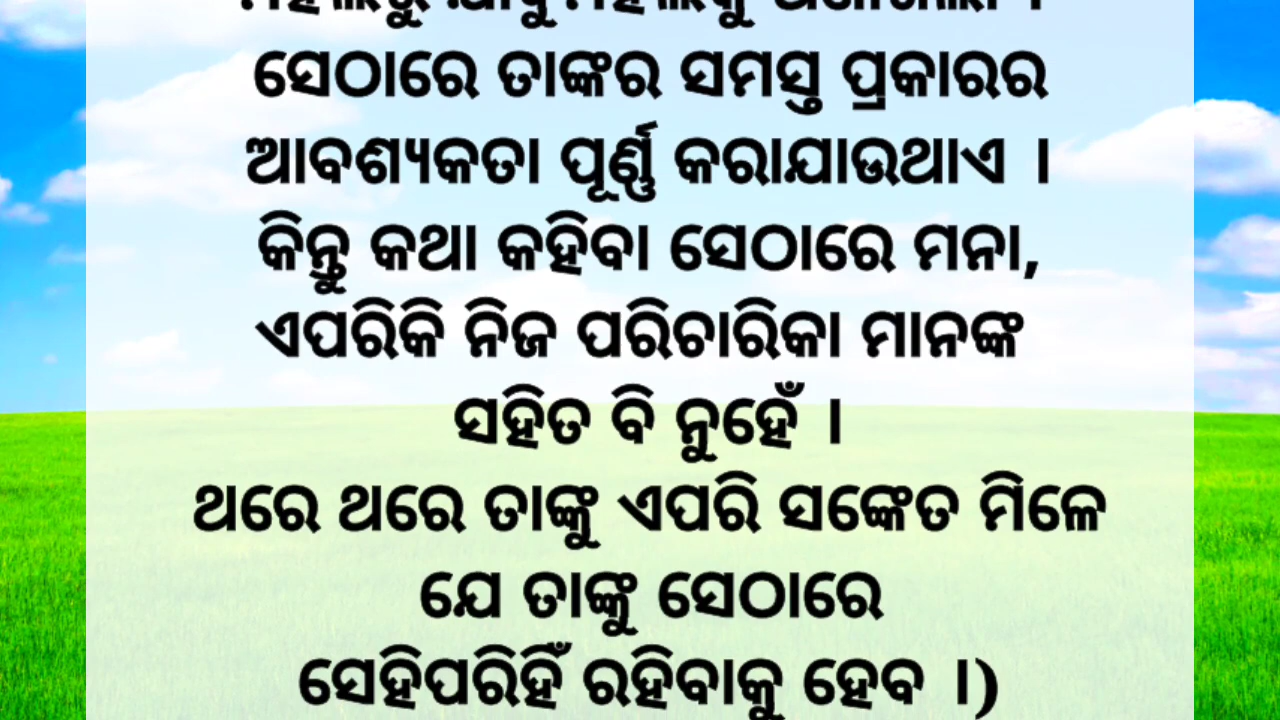 ସେଠାରେ ତାଙ୍କର ସମସ୍ତ ପ୍ରକାରର
ଆବଶ୍ୟକତା ପୂର୍ଣ୍ଣ କରାଯାଉଥାଏ ।
କିନ୍ତୁ କଥା କହିବା ସେଠାରେ ମନା,
ଏପରିକି ନିଜ ପରିଚାରିକା ମାନଙ୍କ
ସହିତ ବି ନୁହେଁ ।
ଥରେ ଥରେ ତାଙ୍କୁ ଏପରି ସଙ୍କେତ ମିଳେ
ଯେ ତାଙ୍କୁ ସେଠାରେ
ସେହିପରିହିଁ ରହିବାକୁ ହେବ ।)